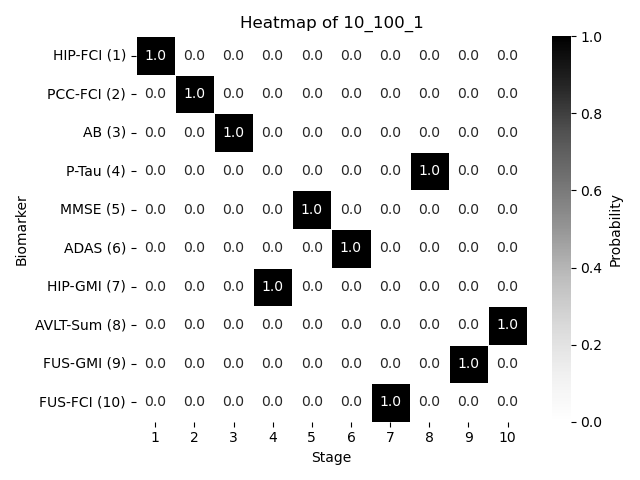 Heatmap of 10_100_1
HIP-FCI (1) 1.0 0.0 0.0 0.0 0.0 0.0 0.0 0.0 0.0 0.0
PCC-FCI (2) 0.0 1.0 0.0 0.0 0.0 0.0 0.0 0.0 0.0 0.0
AB (3) 0.0 0.0 1.0 0.0 0.0 0.0 0.0 0.0 0.0 0.0
P-Tau (4) 0.0 0.0 0.0 0.0 0.0 0.0 0.0 1.0 0.0 0.0
MMSE (5) 0.0 0.0 0.0 0.0 1.0 0.0 0.0 0.0 0.0 0.0
ADAS (6) 0.0 0.0 0.0 0.0 0.0 1.0 0.0 0.0 0.0 0.0
HIP-GMI (7) 0.0 0.0 0.0 1.0 0.0 0.0 0.0 0.0 0.0 0.0
AVLT-Sum (8) 0.0 0.0 0.0 0.0 0.0 0.0 0.0 0.0 0.0 1.0
FUS-GMI (9) 0.0 0.0 0.0 0.0 0.0 0.0 0.0 0.0 1.0 0.0
FUS-FCI (10) 0.0 0.0 0.0 0.0 0.0 0.0 1.0 0.0 0.0 0.0
1 2 3 4 5 6 7 8 9 10
Stage
Biomarker
1.0
0.8
0.6
0.4
0.2
0.0
Probability